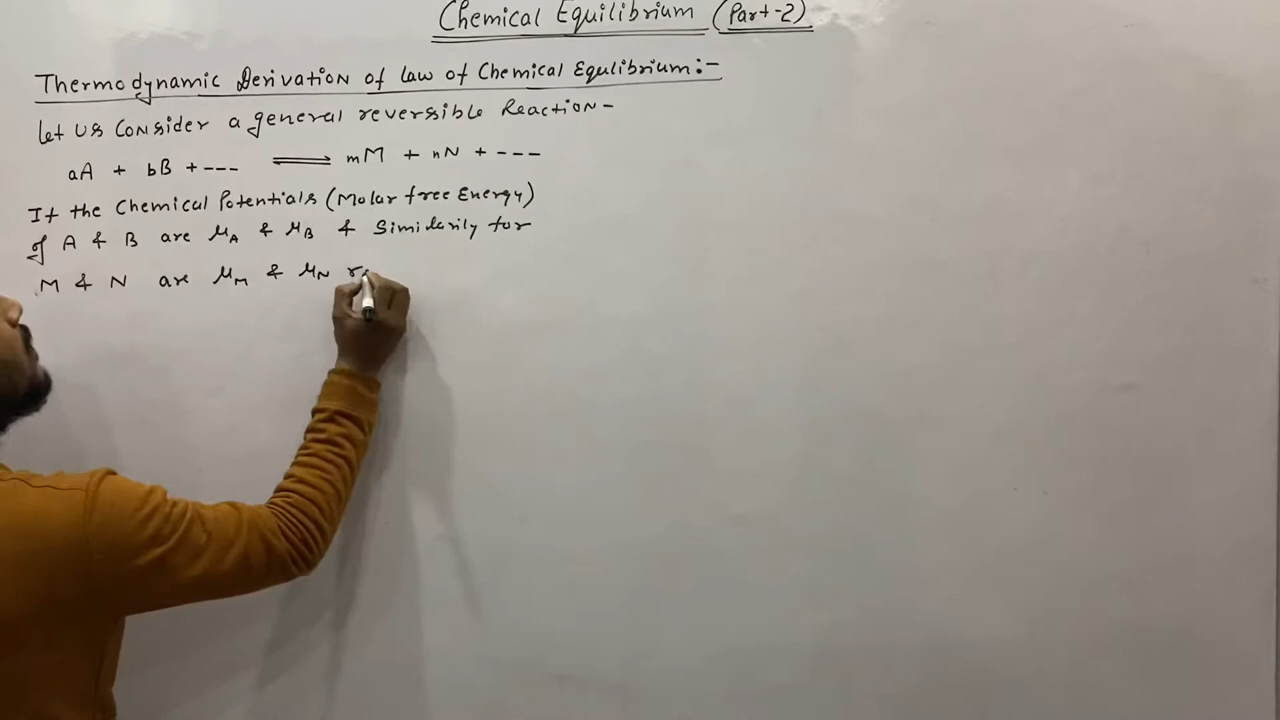 Chemical Equilibrium (Part-2)
Thermodynamic Derivation of Law of Chemical Equlibrium:-
Let us Consider a general reversible Reaction-
aA + bB + --- ⇌ mM + nN + ---
If the Chemical Potentials (Molar free Energy)
of A & B are μA & μB & Similarily for
M & N are μM & μN